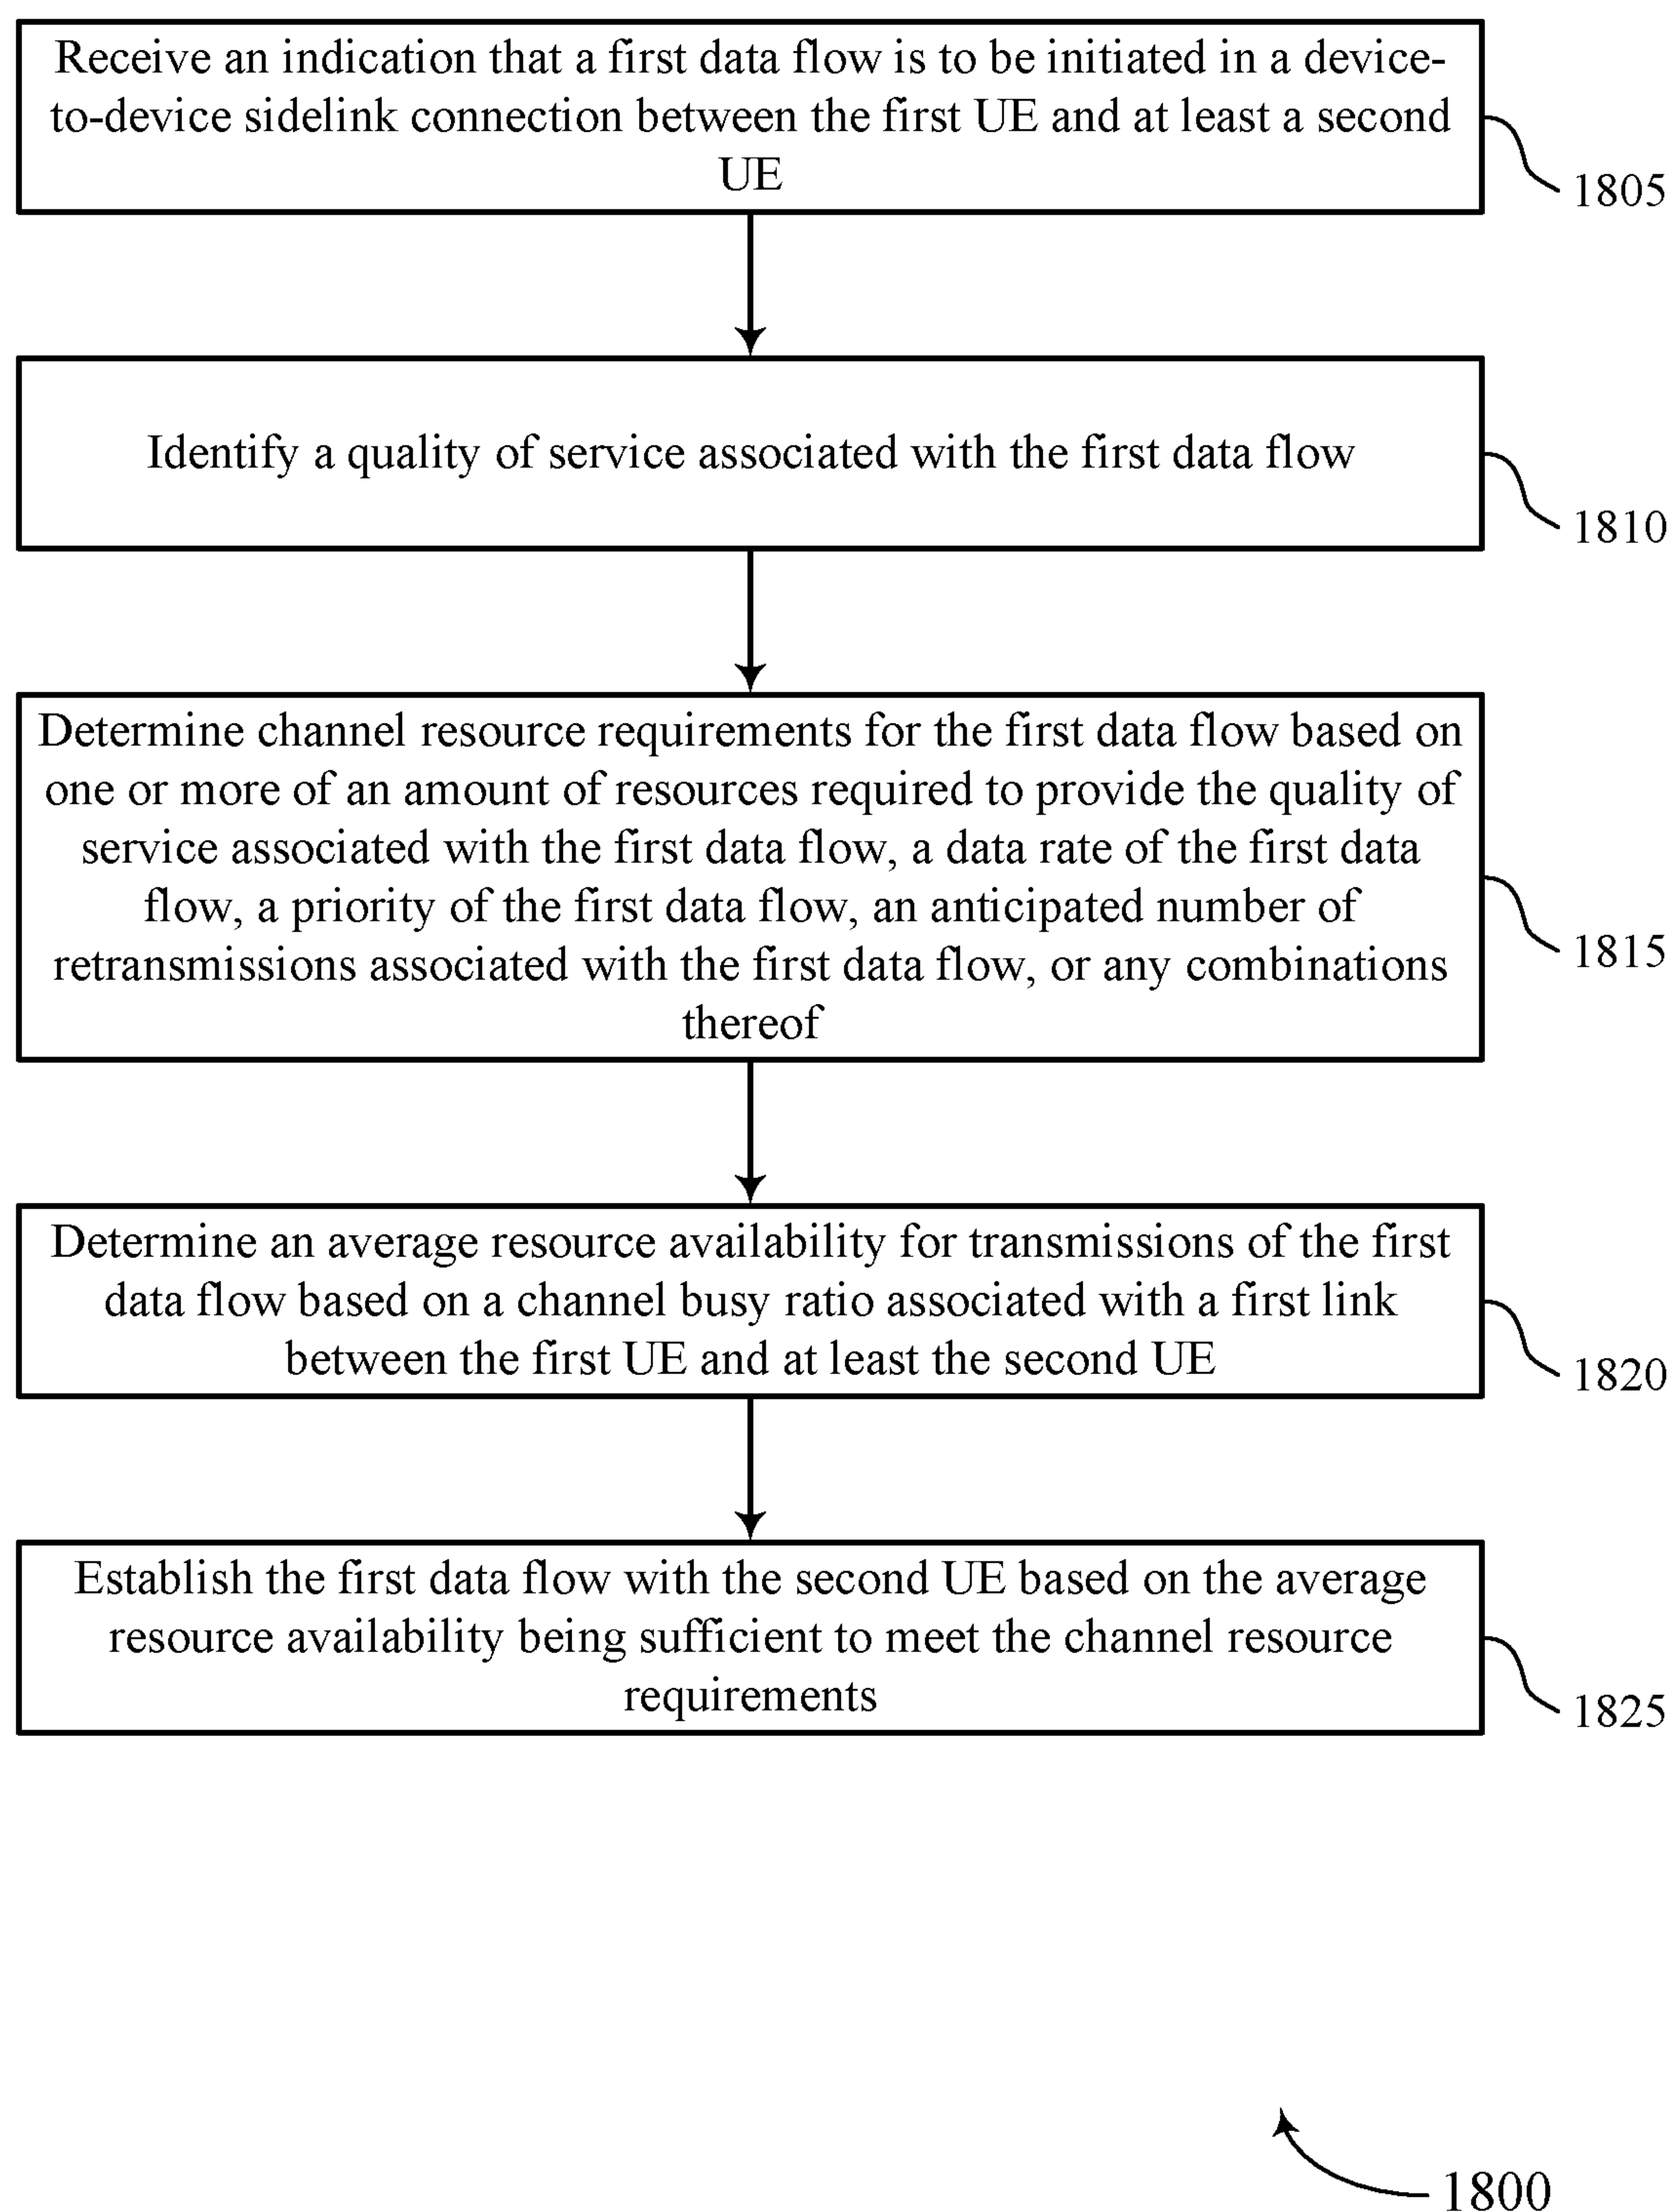 Receive an indication that a first data flow is to be initiated in a device-
to-device sidelink connection between the first UE and at least a second
UE
1805
Identify a quality of service associated with the first data flow
1810
Determine channel resource requirements for the first data flow based on
one or more of an amount of resources required to provide the quality of
service associated with the first data flow, a data rate of the first data
flow, a priority of the first data flow, an anticipated number of
retransmissions associated with the first data flow, or any combinations
thereof
1815
Determine an average resource availability for transmissions of the first
data flow based on a channel busy ratio associated with a first link
between the first UE and at least the second UE
1820
Establish the first data flow with the second UE based on the average
resource availability being sufficient to meet the channel resource
requirements
1825
1800